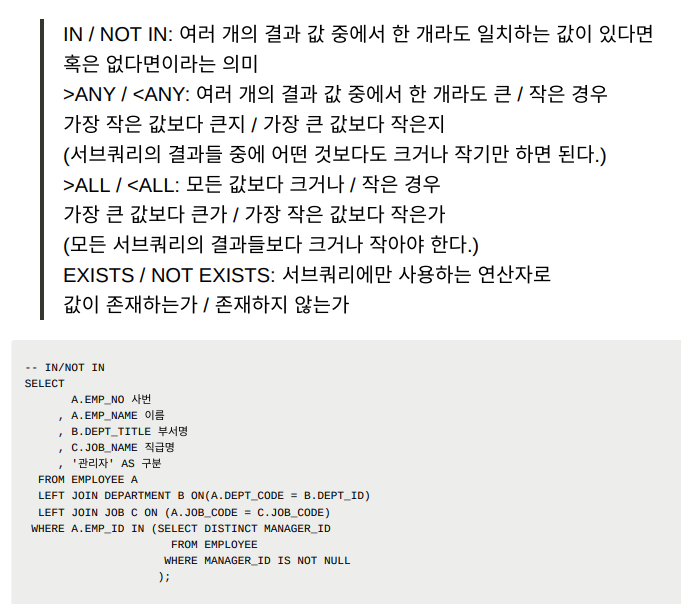 IN / NOT IN: 여러 개의 결과 값 중에서 한 개라도 일치하는 값이 있다면
혹은 없다면이라는 의미
>ANY / <ANY: 여러 개의 결과 값 중에서 한 개라도 큰 / 작은 경우
가장 작은 값보다 큰지 / 가장 큰 값보다 작은지
(서브쿼리의 결과들 중에 어떤 것보다도 크거나 작기만 하면 된다.)
>ALL / <ALL: 모든 값보다 크거나 / 작은 경우
가장 큰 값보다 큰가 / 가장 작은 값보다 작은가
(모든 서브쿼리의 결과들보다 크거나 작아야 한다.)
EXISTS / NOT EXISTS: 서브쿼리에만 사용하는 연산자로
값이 존재하는가 / 존재하지 않는가
-- IN/NOT IN
SELECT
       A.EMP_NO 사번
     , A.EMP_NAME 이름
     , B.DEPT_TITLE 부서명
     , C.JOB_NAME 직급명
     , '관리자' AS 구분
  FROM EMPLOYEE A
  LEFT JOIN DEPARTMENT B ON(A.DEPT_CODE = B.DEPT_ID)
  LEFT JOIN JOB C ON (A.JOB_CODE = C.JOB_CODE)
 WHERE A.EMP_ID IN (SELECT DISTINCT MANAGER_ID
                      FROM EMPLOYEE
                     WHERE MANAGER_ID IS NOT NULL
                    );